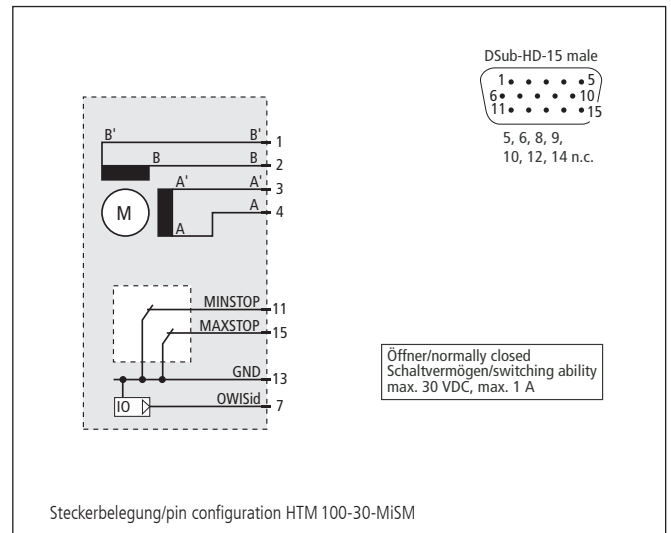 DSub-HD-15 male
1 5
6 10
11 15
5, 6, 8, 9,
10, 12, 14 n.c.
B' B' 1
B B 2
A' A' 3
A 4
M
A
MINSTOP 11
MAXSTOP 15
GND 13
IO OWISid 7
Öffner/normally closed
Schaltvermögen/switching ability
max. 30 VDC, max. 1 A
Steckerbelegung/pin configuration HTM 100-30-MiSM